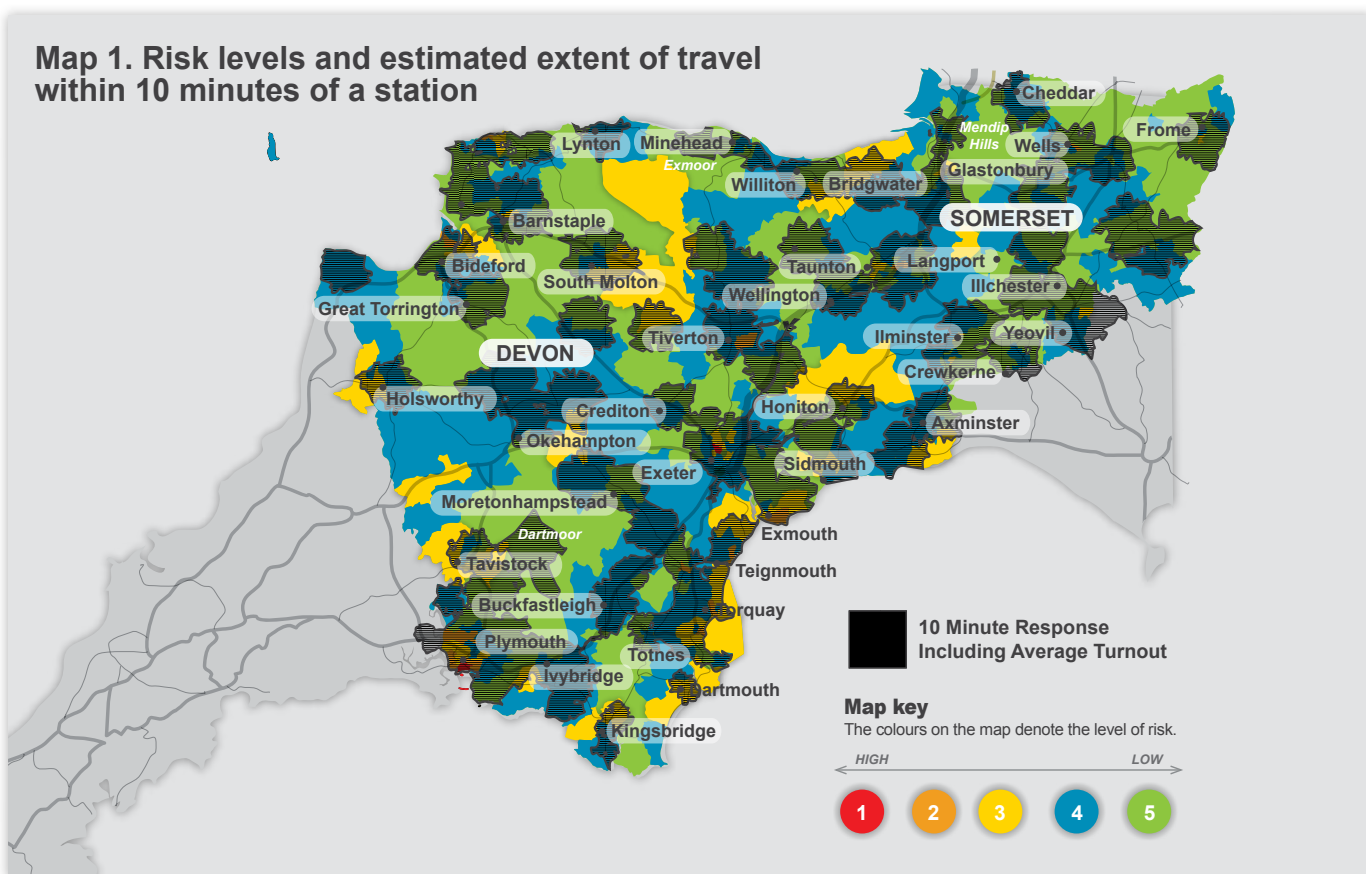 Map 1. Risk levels and estimated extent of travel
within 10 minutes of a station
Cheddar
Mendip
Hills
Frome
Lynton
Minehead
Wells
Exmoor
Glastonbury
Williton
Bridgwater
SOMERSET
Barnstaple
Bideford
Taunton
Langport
South Molton
Illchester
Wellington
Great Torrington
Tiverton
Ilminster
Yeovil
DEVON
Crewkerne
Holsworthy
Crediton
Honiton
Axminster
Okehampton
Exeter
Sidmouth
Moretonhampstead
Dartmoor
Exmouth
Tavistock
Teignmouth
Buckfastleigh
orquay
Plymouth
Totnes
Ivybridge
Dartmouth
Kingsbridge
10 Minute Response
Including Average Turnout
Map key
The colours on the map denote the level of risk.
HIGH
LOW
1
2
3
4
5